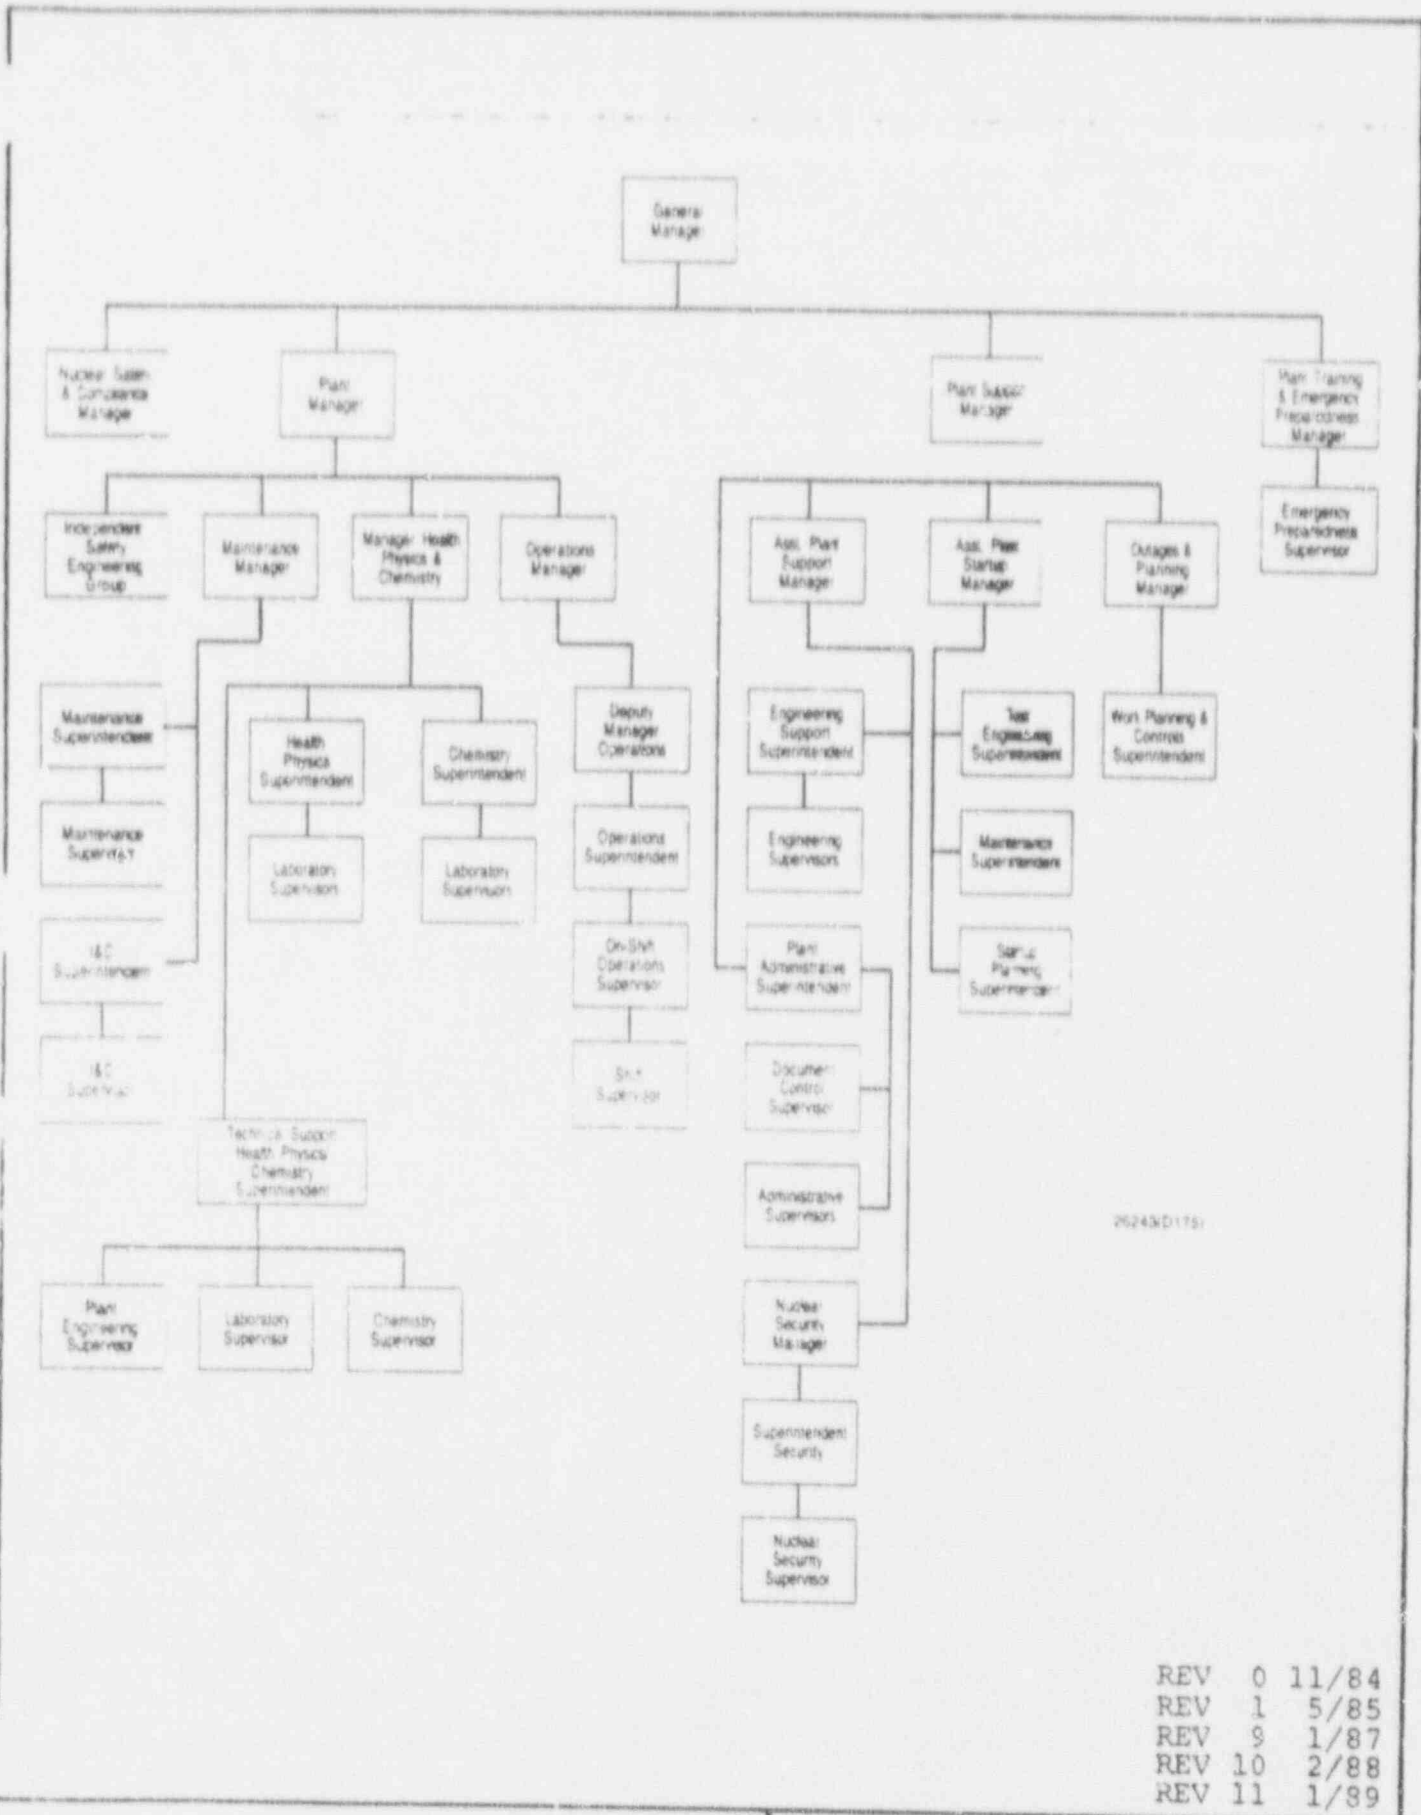 General
Manager
Nuclear Safety
& Compliance
Manager
Plant
Manager
Plant Support
Manager
Plant Training
& Emergency
Preparedness
Manager
Independent
Safety
Engineering
Group
Maintenance
Manager
Manager Health
Physics &
Chemistry
Operations
Manager
Asst. Plant
Support
Manager
Asst. Plant
Startup
Manager
Outages &
Planning
Manager
Emergency
Preparedness
Supervisor
Maintenance
Superintendent
Health
Physics
Superintendent
Chemistry
Superintendent
Deputy
Manager
Operations
Engineering
Support
Superintendent
Test
Engineering
Superintendent
Work Planning &
Controls
Superintendent
Maintenance
Supervisor
Laboratory
Supervisors
Laboratory
Supervisors
Operations
Superintendent
Engineering
Supervisors
Maintenance
Superintendent
I&C
Superintendent
On-Shift
Operations
Supervisor
Plant
Administrative
Superintendent
Startup
Planning
Superintendent
I&C
Supervisor
Shift
Supervisor
Document
Control
Supervisor
Technical Support
Health Physics/
Chemistry
Superintendent
Administrative
Supervisors
26243(D175)
Plant
Engineering
Supervisor
Laboratory
Supervisor
Chemistry
Supervisor
Nuclear
Security
Manager
Superintendent
Security
Nuclear
Security
Supervisor
REV 0 11/84
REV 1 5/85
REV 9 1/87
REV 10 2/88
REV 11 1/89